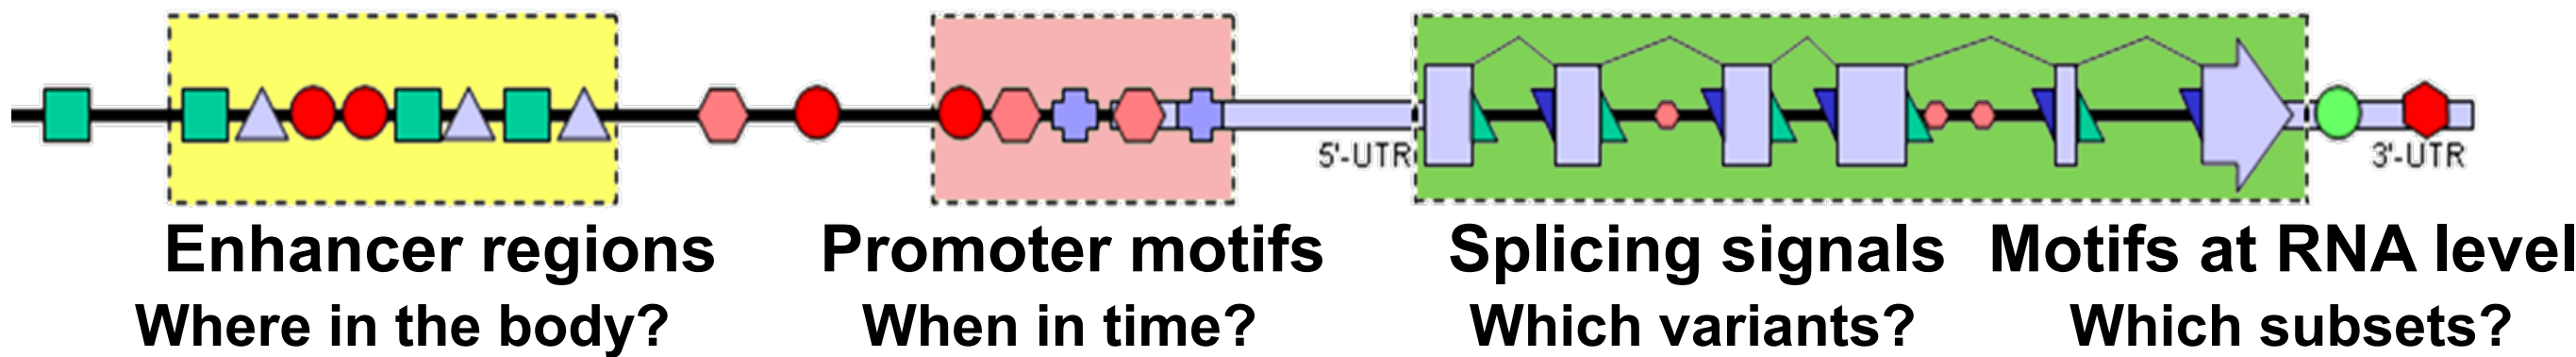 5'-UTR
3'-UTR
Enhancer regions
Where in the body?
Promoter motifs
When in time?
Splicing signals
Which variants?
Motifs at RNA level
Which subsets?